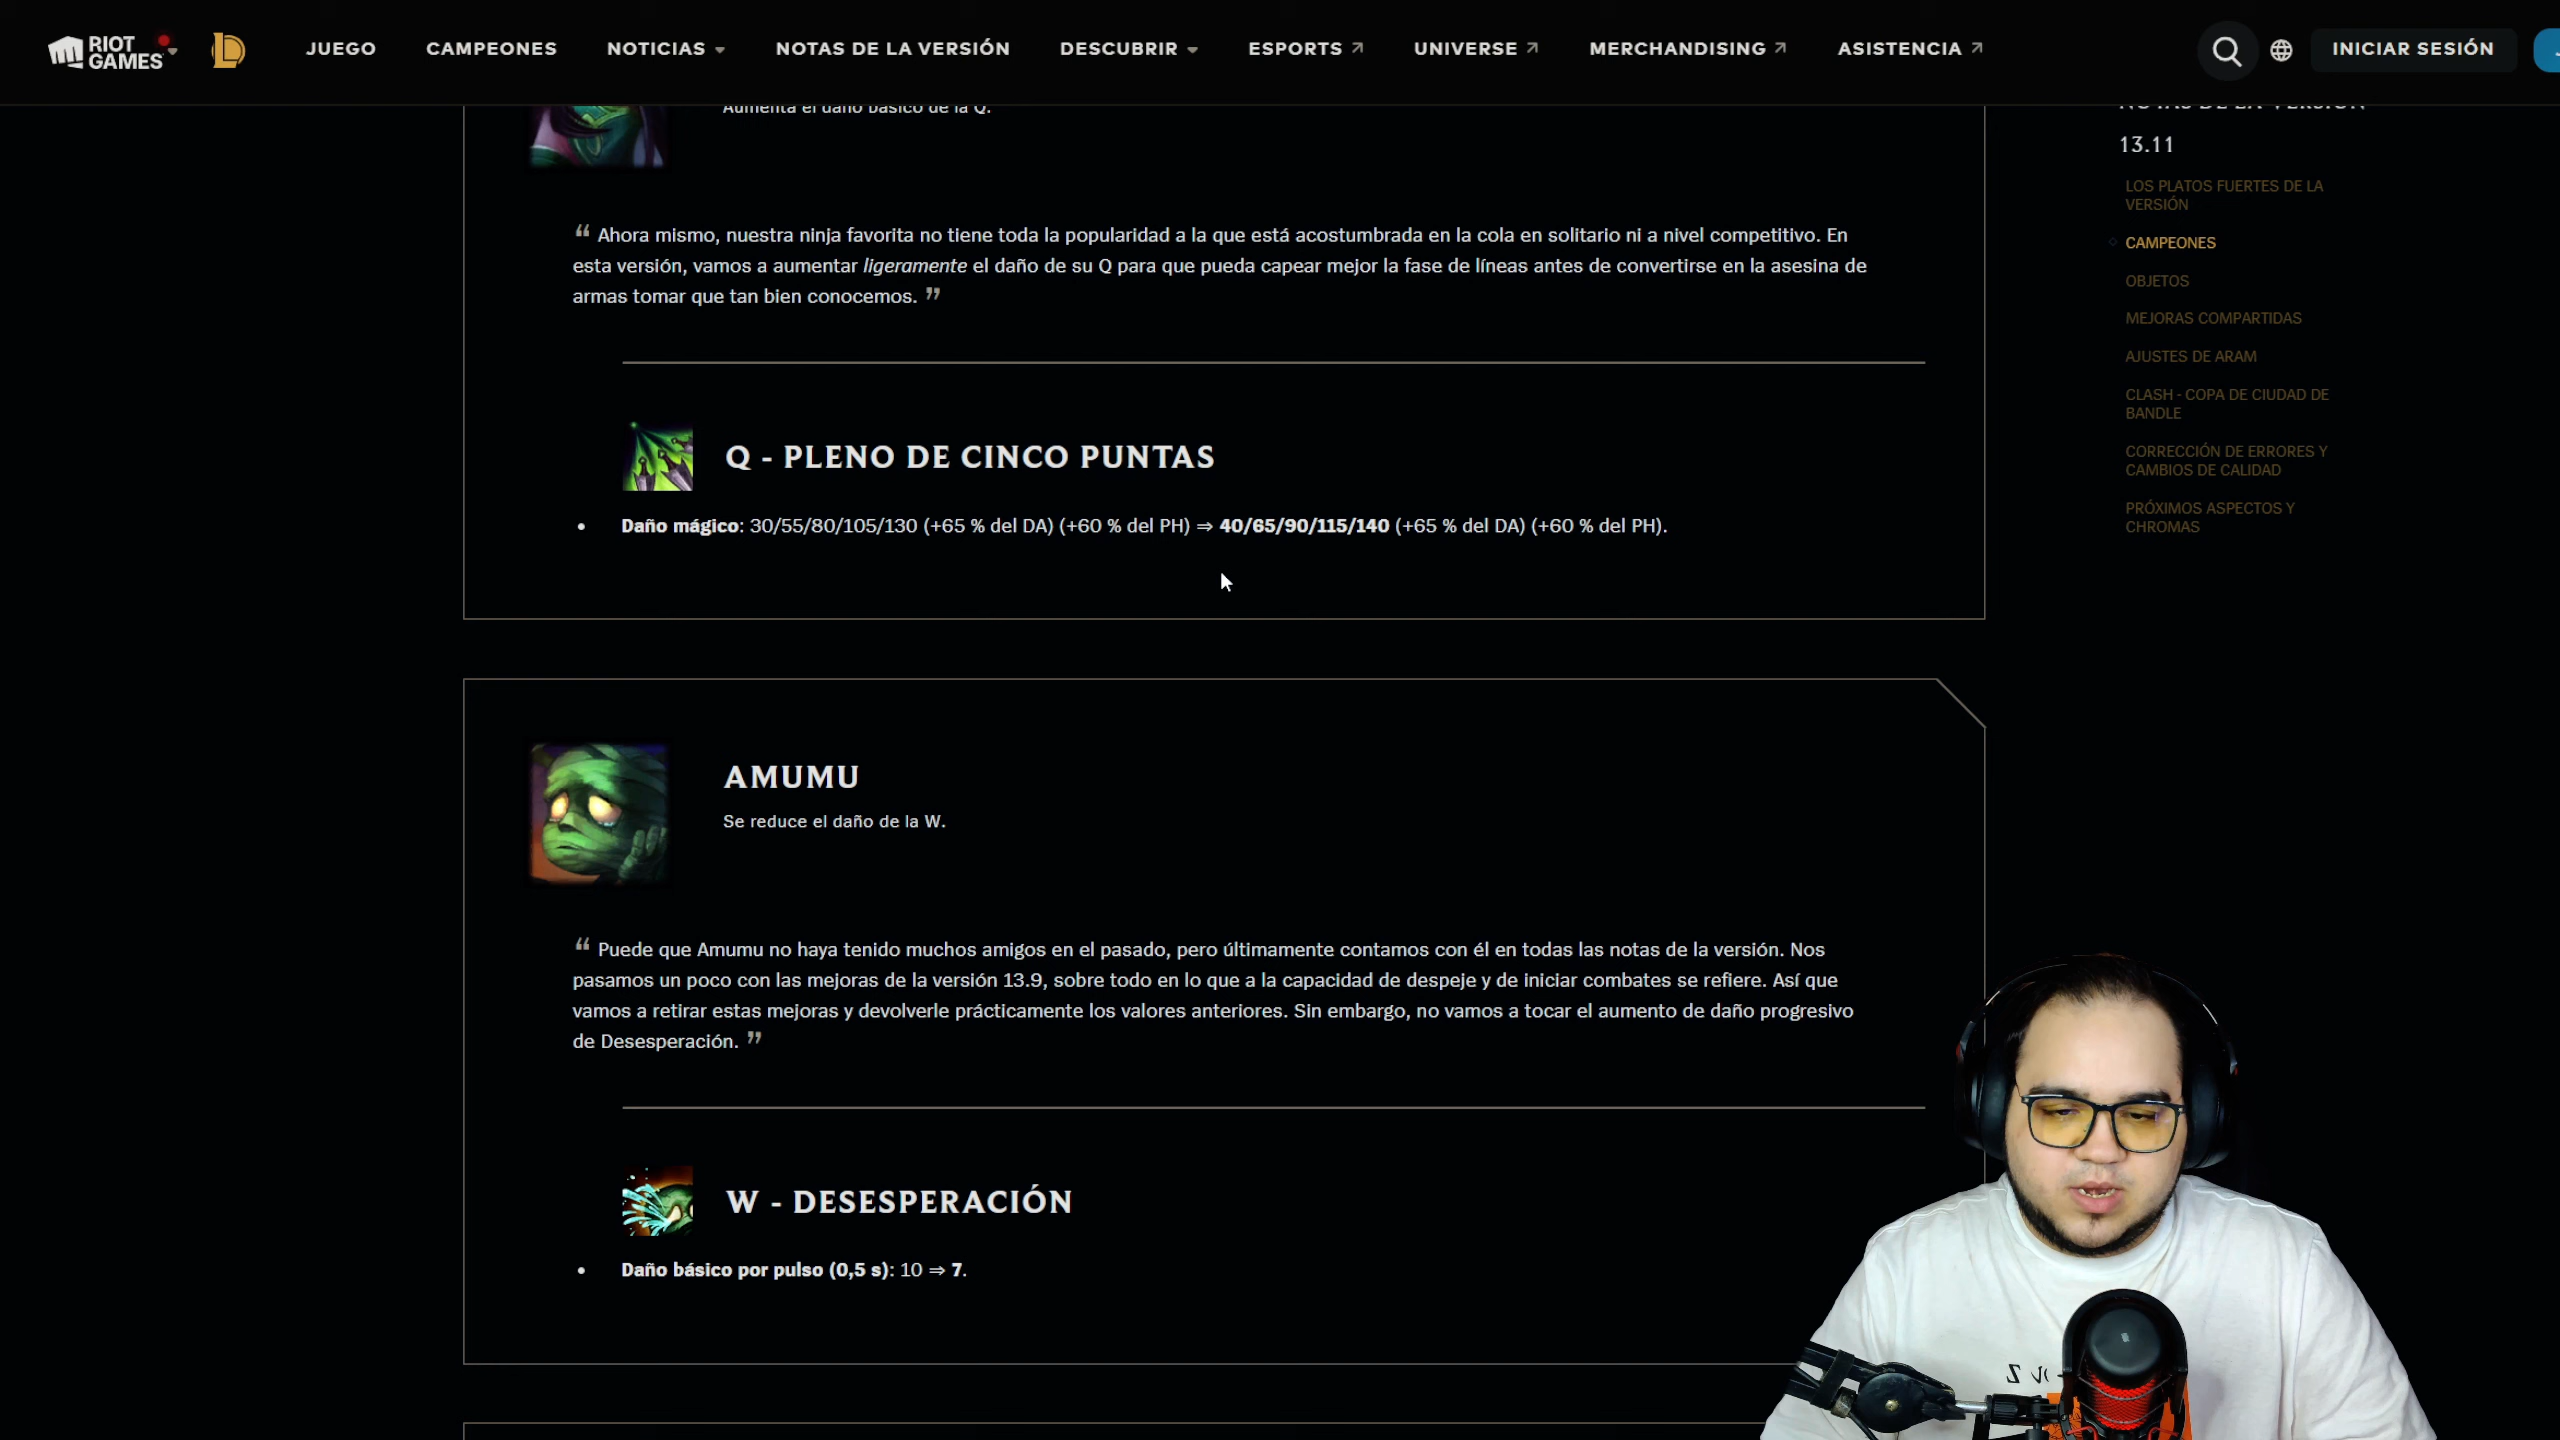 RIOT GAMES
JUEGO
CAMPEONES
NOTICIAS
NOTAS DE LA VERSIÓN
DESCUBRIR
ESPORTS
UNIVERSE
MERCHANDISING
ASISTENCIA
INICIAR SESIÓN
Aumenta el daño básico de la Q.
“ Ahora mismo, nuestra ninja favorita no tiene toda la popularidad a la que está acostumbrada en la cola en solitario ni a nivel competitivo. En
esta versión, vamos a aumentar ligeramente el daño de su Q para que pueda capear mejor la fase de líneas antes de convertirse en la asesina de
armas tomar que tan bien conocemos. ”
Q - PLENO DE CINCO PUNTAS
• Daño mágico: 30/55/80/105/130 (+65 % del DA) (+60 % del PH) ⇒ 40/65/90/115/140 (+65 % del DA) (+60 % del PH).
AMUMU
Se reduce el daño de la W.
“ Puede que Amumu no haya tenido muchos amigos en el pasado, pero últimamente contamos con él en todas las notas de la versión. Nos
pasamos un poco con las mejoras de la versión 13.9, sobre todo en lo que a la capacidad de despeje y de iniciar combates se refiere. Así que
vamos a retirar estas mejoras y devolverle prácticamente los valores anteriores. Sin embargo, no vamos a tocar el aumento de daño progresivo
de Desesperación. ”
W - DESESPERACIÓN
• Daño básico por pulso (0,5 s): 10 ⇒ 7.
NOTAS DE LA VERSIÓN
13.11
LOS PLATOS FUERTES DE LA
VERSIÓN
CAMPEONES
OBJETOS
MEJORAS COMPARTIDAS
AJUSTES DE ARAM
CLASH - COPA DE CIUDAD DE
BANDLE
CORRECCIÓN DE ERRORES Y
CAMBIOS DE CALIDAD
PRÓXIMOS ASPECTOS Y
CHROMAS